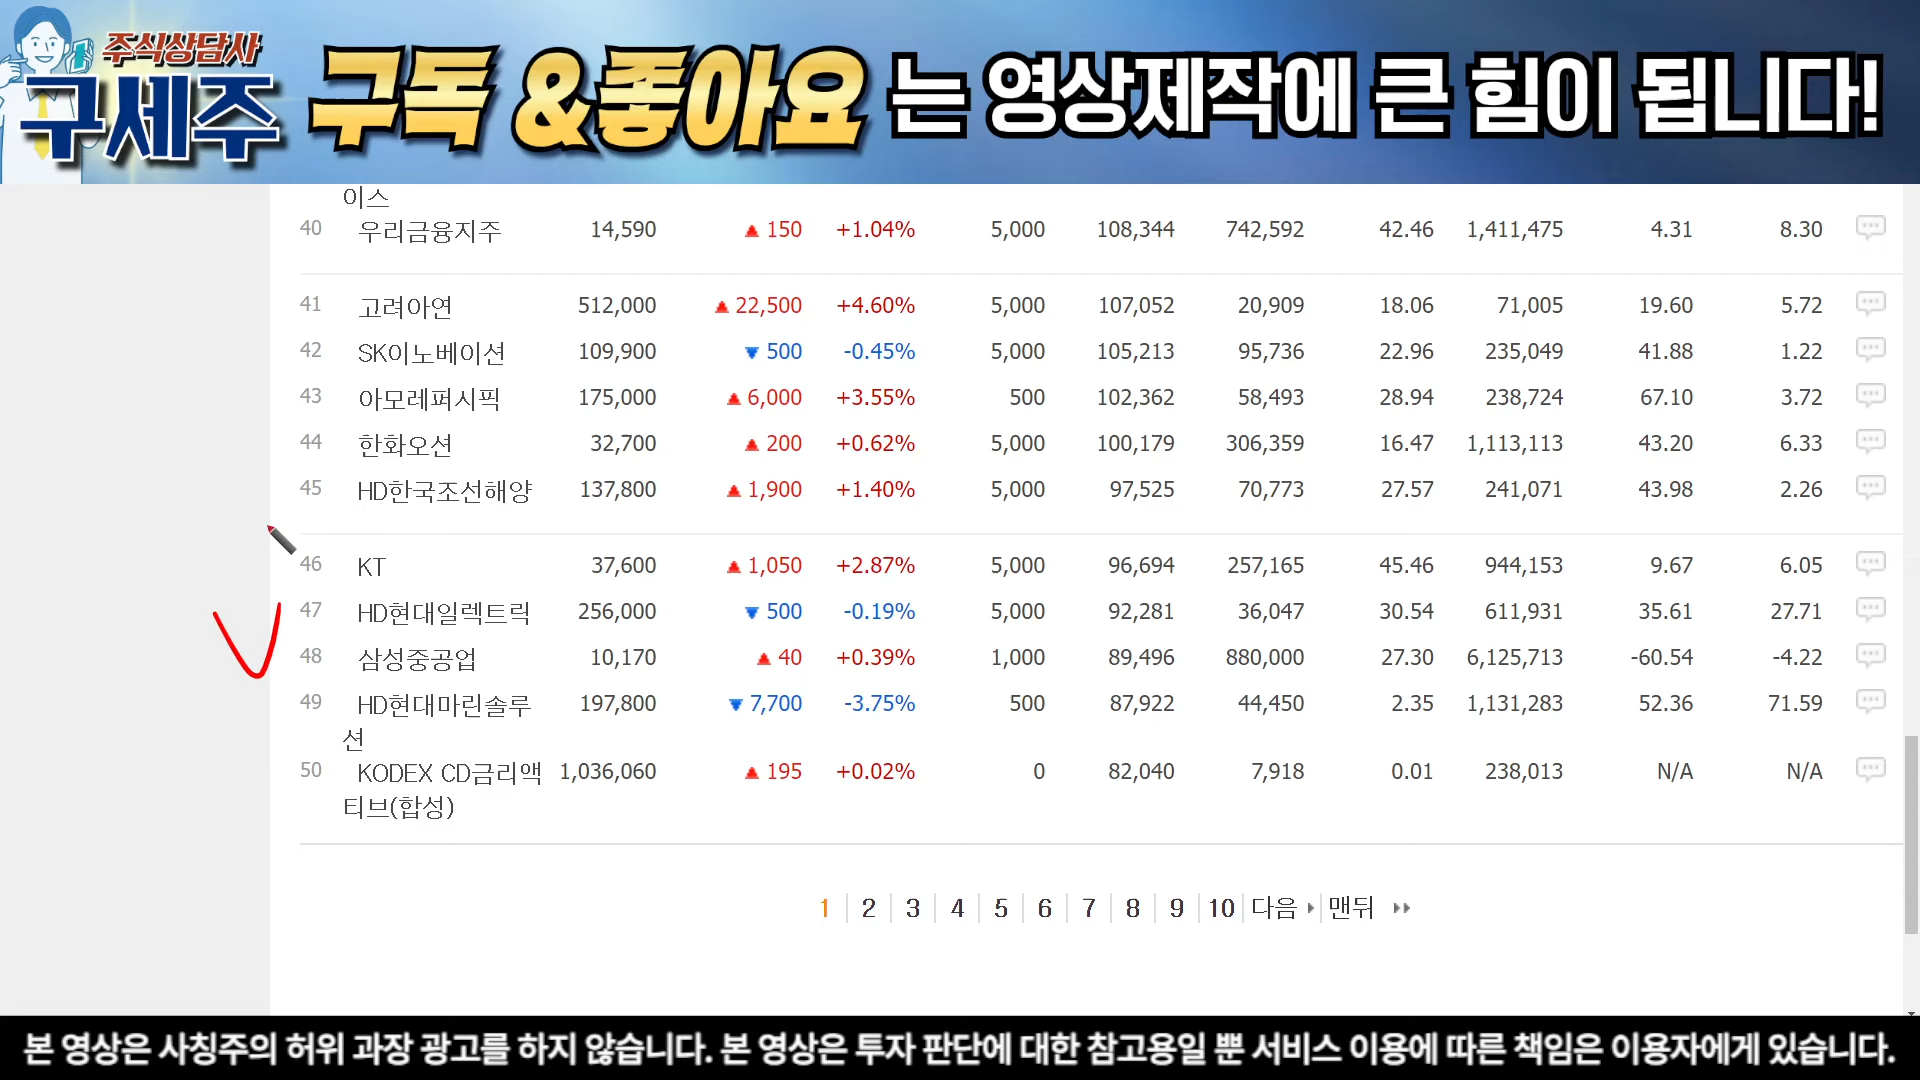 주식상담사
구세주
구독 &좋아요 는 영상제작에 큰 힘이 됩니다!
이스
40 우리금융지주 14,590 ▲ 150 +1.04% 5,000 108,344 742,592 42.46 1,411,475 4.31 8.30
41 고려아연 512,000 ▲ 22,500 +4.60% 5,000 107,052 20,909 18.06 71,005 19.60 5.72
42 SK이노베이션 109,900 ▼ 500 -0.45% 5,000 105,213 95,736 22.96 235,049 41.88 1.22
43 아모레퍼시픽 175,000 ▲ 6,000 +3.55% 500 102,362 58,493 28.94 238,724 67.10 3.72
44 한화오션 32,700 ▲ 200 +0.62% 5,000 100,179 306,359 16.47 1,113,113 43.20 6.33
45 HD한국조선해양 137,800 ▲ 1,900 +1.40% 5,000 97,525 70,773 27.57 241,071 43.98 2.26
46 KT 37,600 ▲ 1,050 +2.87% 5,000 96,694 257,165 45.46 944,153 9.67 6.05
47 HD현대일렉트릭 256,000 ▼ 500 -0.19% 5,000 92,281 36,047 30.54 611,931 35.61 27.71
48 삼성중공업 10,170 ▲ 40 +0.39% 1,000 89,496 880,000 27.30 6,125,713 -60.54 -4.22
49 HD현대마린솔루 197,800 ▼ 7,700 -3.75% 500 87,922 44,450 2.35 1,131,283 52.36 71.59
션
50 KODEX CD금리액 1,036,060 ▲ 195 +0.02% 0 82,040 7,918 0.01 238,013 N/A N/A
티브(합성)
1 2 3 4 5 6 7 8 9 10 다음 맨뒤
본 영상은 사칭주의 허위 과장 광고를 하지 않습니다. 본 영상은 투자 판단에 대한 참고용일 뿐 서비스 이용에 따른 책임은 이용자에게 있습니다.